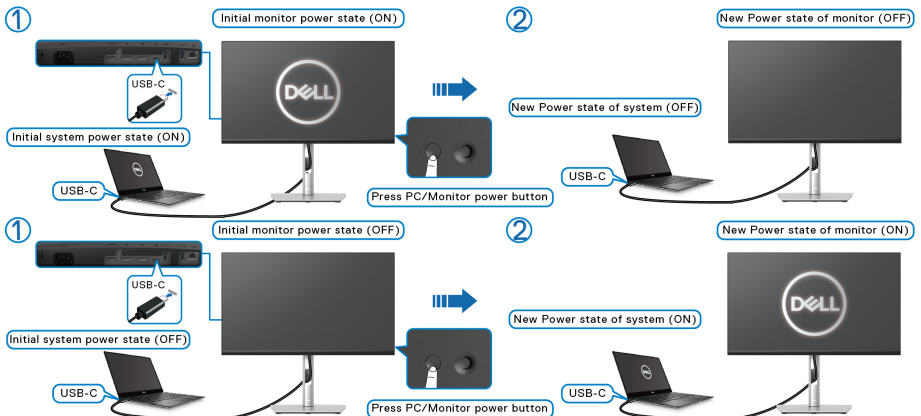 1
Initial monitor power state (ON)
2
New Power state of monitor (OFF)
USB-C
DELL
New Power state of system (OFF)
Initial system power state (ON)
DELL
USB-C
USB-C
Press PC/Monitor power button
1
Initial monitor power state (OFF)
2
New Power state of monitor (ON)
USB-C
DELL
New Power state of system (ON)
Initial system power state (OFF)
DELL
USB-C
USB-C
Press PC/Monitor power button